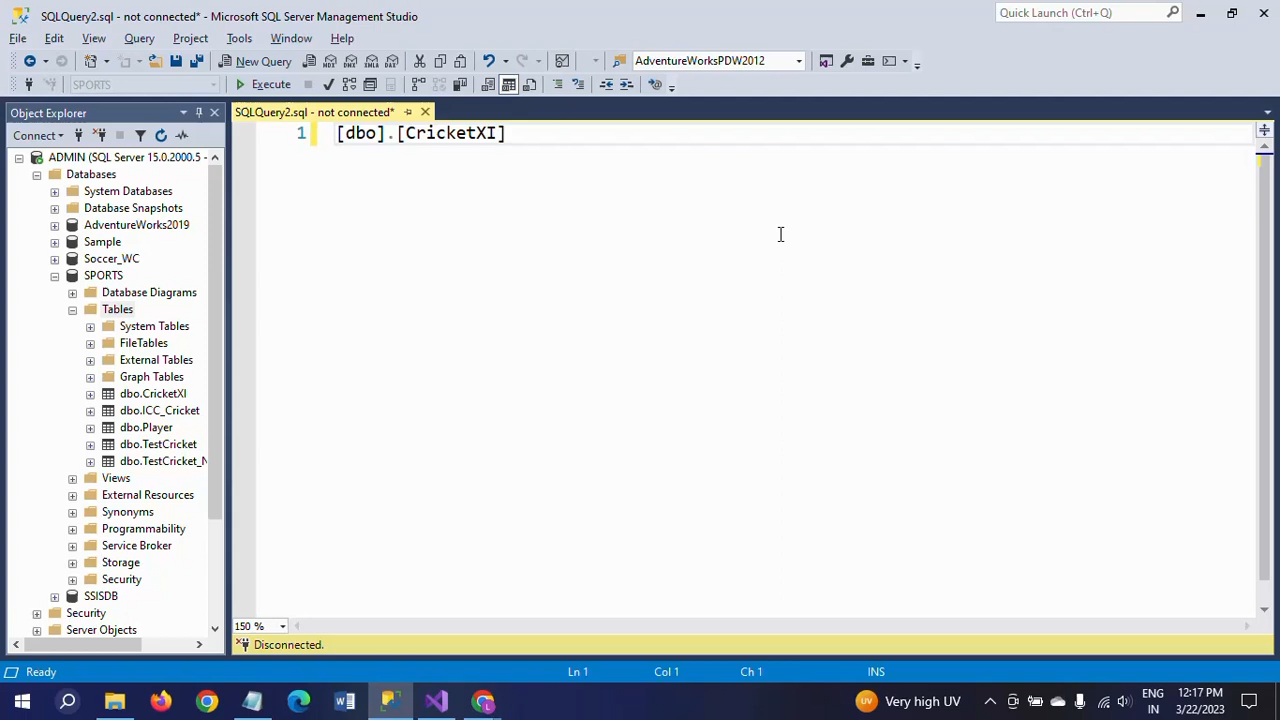 SQLQuery2.sql - not connected* - Microsoft SQL Server Management Studio
Quick Launch (Ctrl+Q)
File Edit View Query Project Tools Window Help
New Query
MDX DMX XMLA DAX
AdventureWorksPDW2012
SPORTS
Execute
Object Explorer
SQLQuery2.sql - not connected*
Connect
1 [dbo].[CricketXI]
ADMIN (SQL Server 15.0.2000.5 -
Databases
System Databases
Database Snapshots
AdventureWorks2019
Sample
Soccer_WC
SPORTS
Database Diagrams
Tables
System Tables
FileTables
External Tables
Graph Tables
dbo.CricketXI
dbo.ICC_Cricket
dbo.Player
dbo.TestCricket
dbo.TestCricket_N
Views
External Resources
Synonyms
Programmability
Service Broker
Storage
Security
SSISDB
Security
Server Objects
150 %
Disconnected.
Ready Ln 1 Col 1 Ch 1 INS
Very high UV
ENG
IN
12:17 PM
3/22/2023